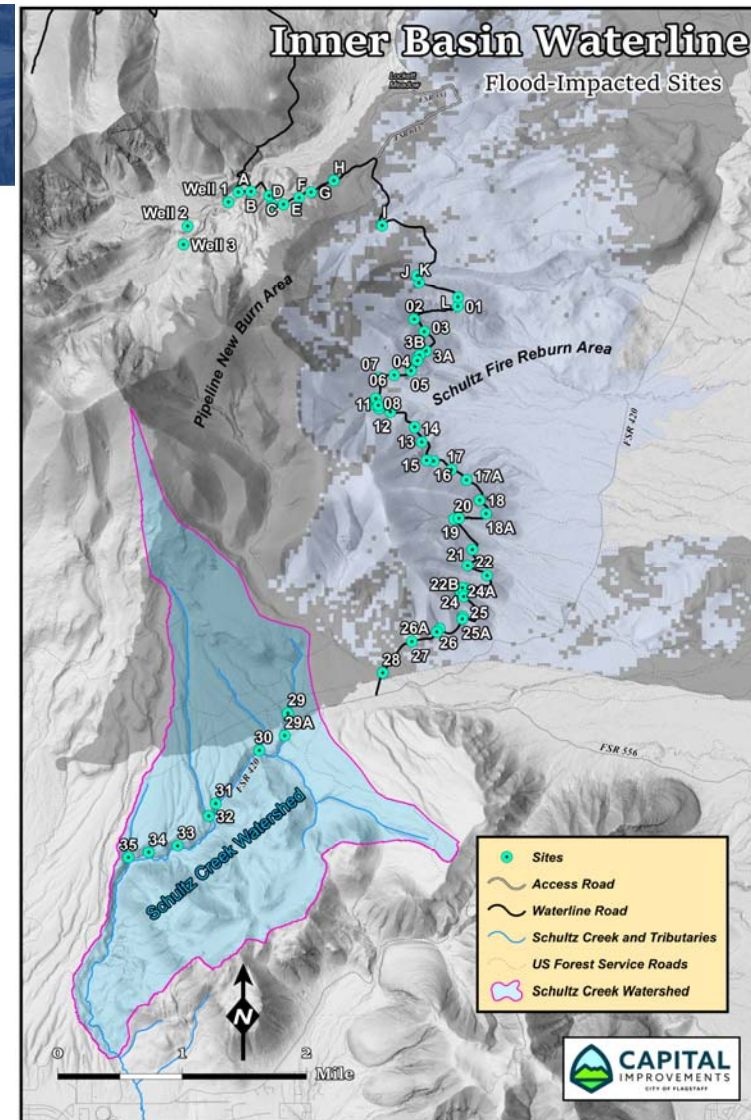 Inner Basin Waterline
Flood-Impacted Sites
Lockett
Meadow
FSR 553
H
A
Well 1
B
D
C
F
E
G
Well 2
Well 3
I
J
K
L
01
02
03
3B
3A
04
05
07
06
11
08
12
14
13
15
17
16
17A
18
18A
20
19
21
22
22B
24A
24
25
25A
26A
26
27
28
Pipeline New Burn Area
Schultz Fire Reburn Area
FSR 420
FSR 556
29
29A
30
FSR 420
31
32
33
34
35
Schultz Creek Watershed
Sites
Access Road
Waterline Road
Schultz Creek and Tributaries
US Forest Service Roads
Schultz Creek Watershed
N
0 1 2
Mile
CAPITAL
IMPROVEMENTS
CITY OF FLAGSTAFF